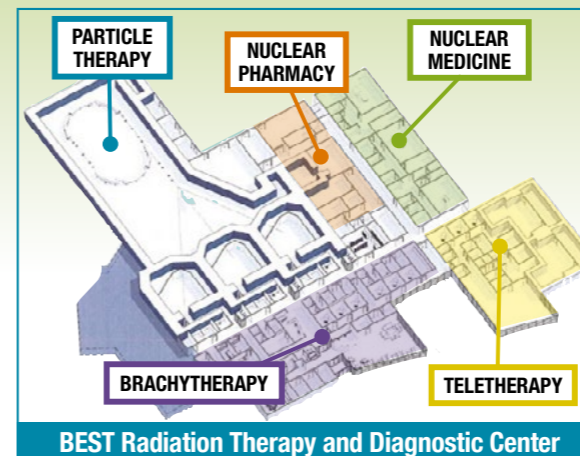 PARTICLE
THERAPY
NUCLEAR
PHARMACY
NUCLEAR
MEDICINE
BRACHYTHERAPY
TELETHERAPY
BEST Radiation Therapy and Diagnostic Center